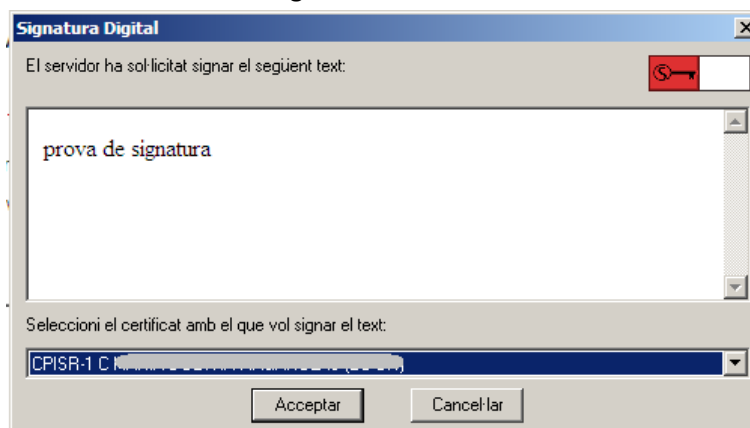 Signatura Digital
El servidor ha sol·licitat signar el següent text:
prova de signatura
Seleccioni el certificat amb el que vol signar el text:
CPISR-1 C
Acceptar
Cancel·lar